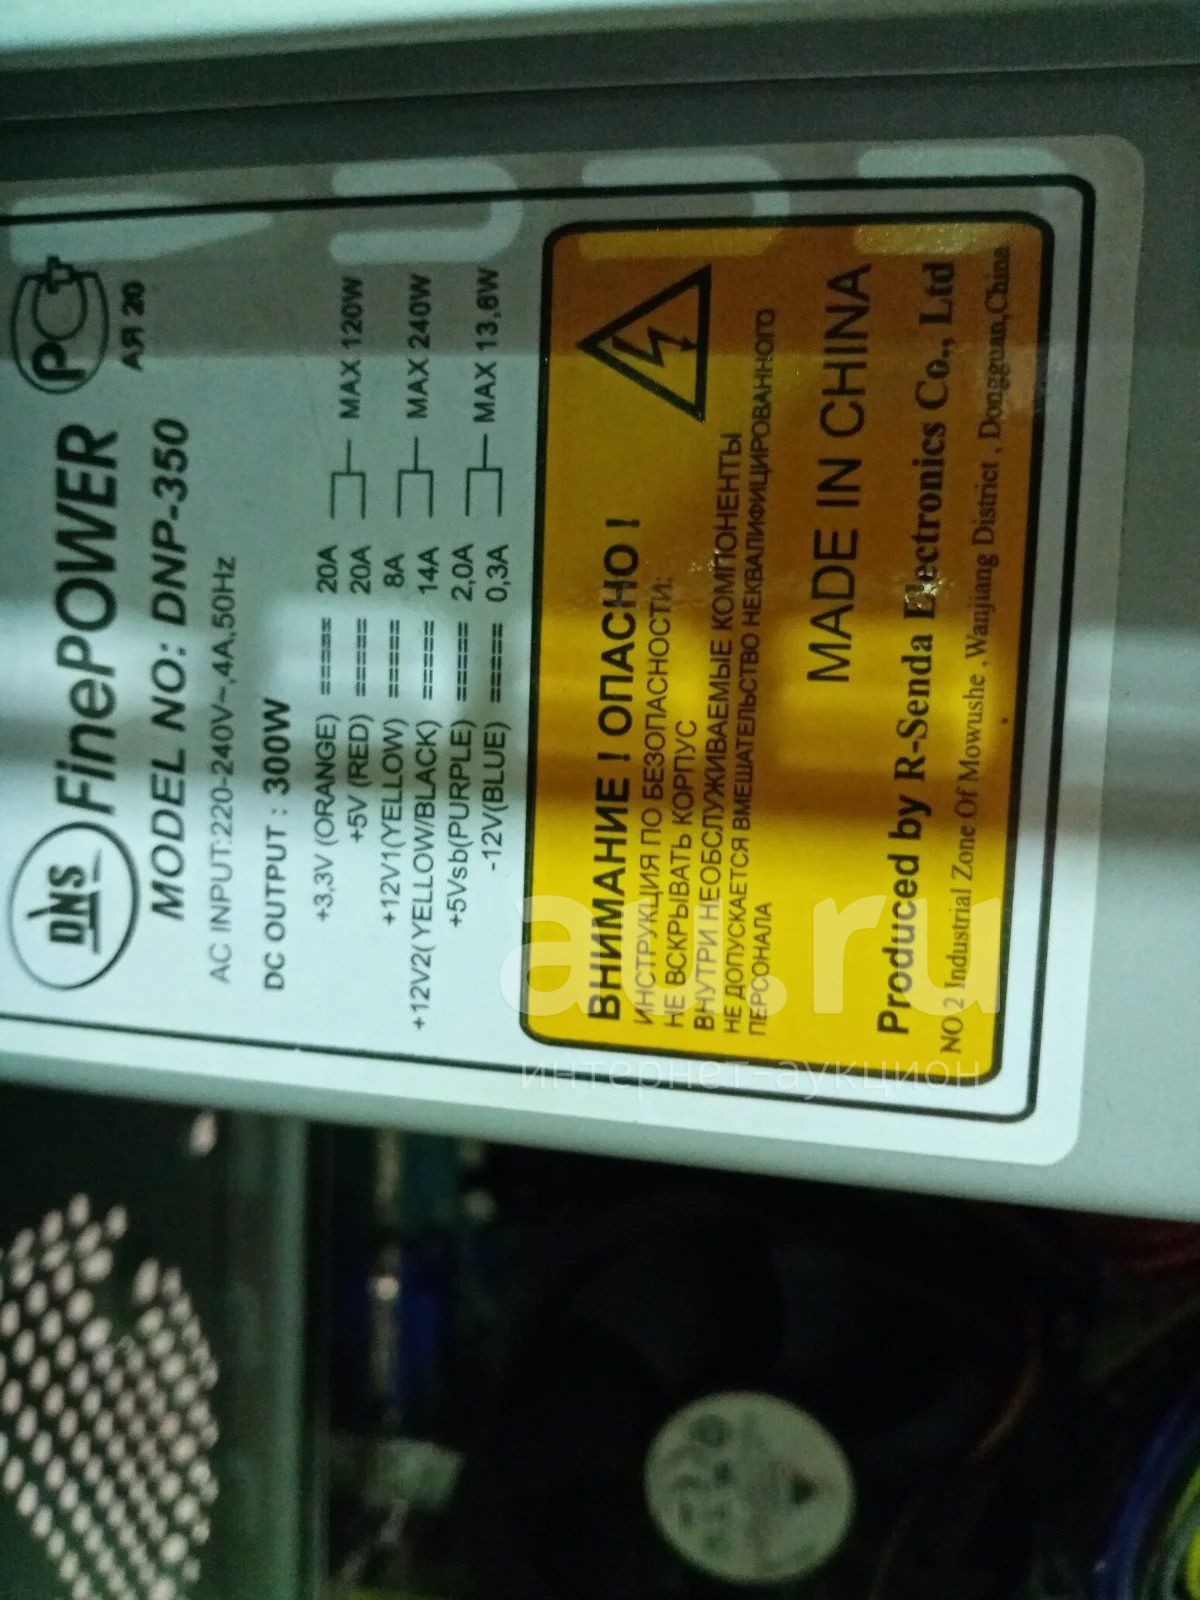 DNS FinePOWER
РС
АЯ 20
MODEL NO: DNP-350
AC INPUT:220-240V~,4A,50Hz
DC OUTPUT : 300W
+3,3V (ORANGE) ===== 20A
+5V (RED) ===== 20A
MAX 120W
+12V1(YELLOW) ===== 8A
+12V2(YELLOW/BLACK) ===== 14A
MAX 240W
+5Vsb(PURPLE) ===== 2,0A
-12V(BLUE) ===== 0,3A
MAX 13,6W
ВНИМАНИЕ ! ОПАСНО !
ИНСТРУКЦИЯ ПО БЕЗОПАСНОСТИ:
НЕ ВСКРЫВАТЬ КОРПУС
ВНУТРИ НЕОБСЛУЖИВАЕМЫЕ КОМПОНЕНТЫ
НЕ ДОПУСКАЕТСЯ ВМЕШАТЕЛЬСТВО НЕКВАЛИФИЦИРОВАННОГО
ПЕРСОНАЛА
MADE IN CHINA
Produced by R-Senda Electronics Co., Ltd
NO 2 Industrial Zone Of Mowushe ,Wanjiang District , Dongguan,China
au.ru
интернет-аукцион